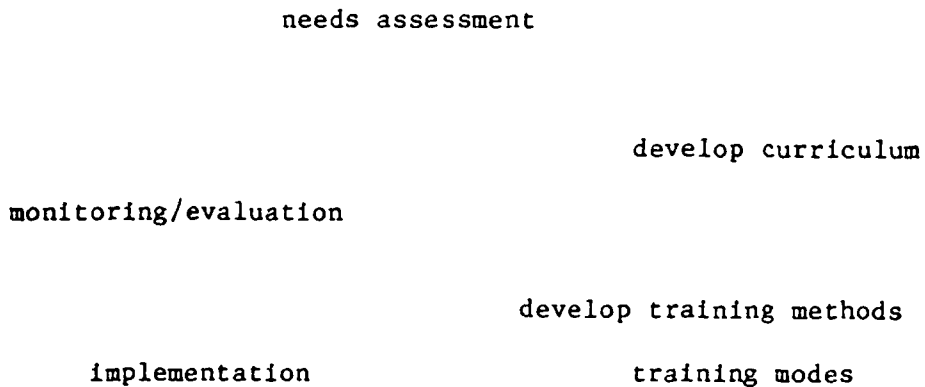 needs assessment
develop curriculum
monitoring/evaluation
develop training methods
implementation training modes